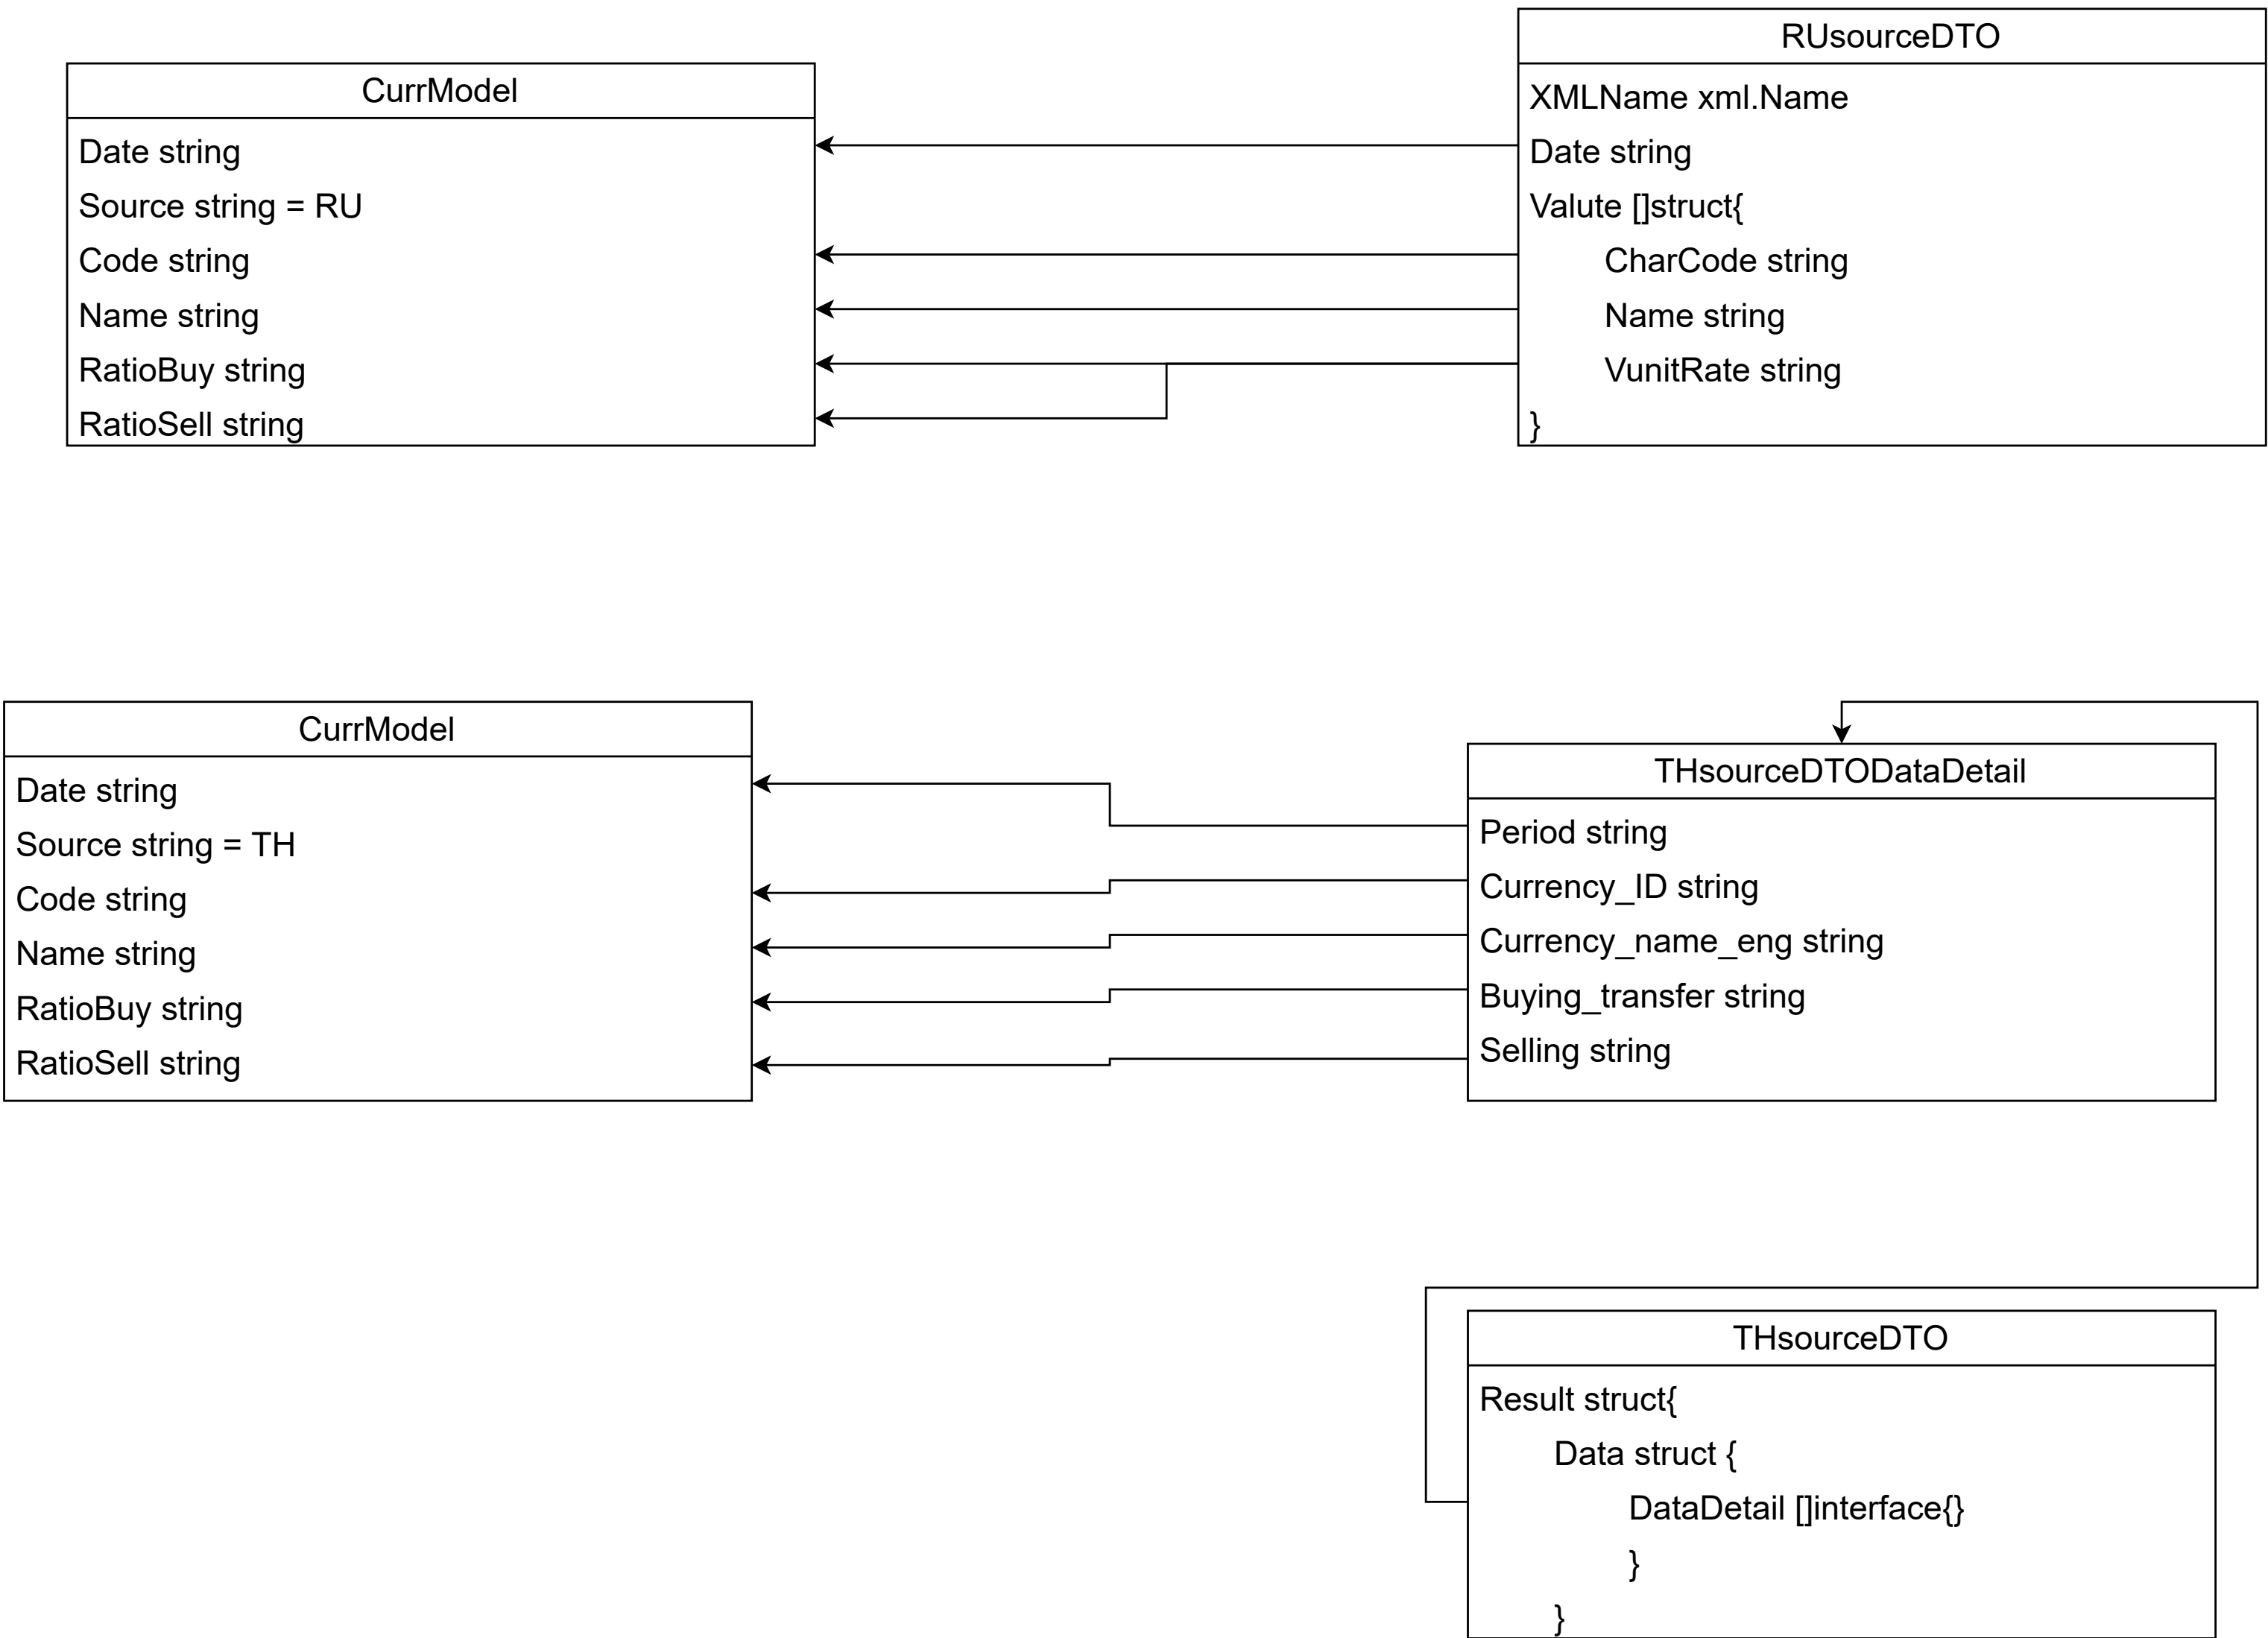 RUsourceDTO
XMLName xml.Name
Date string
Valute []struct{
CharCode string
Name string
VunitRate string
}
CurrModel
Date string
Source string = RU
Code string
Name string
RatioBuy string
RatioSell string
CurrModel
Date string
Source string = TH
Code string
Name string
RatioBuy string
RatioSell string
THsourceDTODataDetail
Period string
Currency_ID string
Currency_name_eng string
Buying_transfer string
Selling string
THsourceDTO
Result struct{
Data struct {
DataDetail []interface{}
}
}